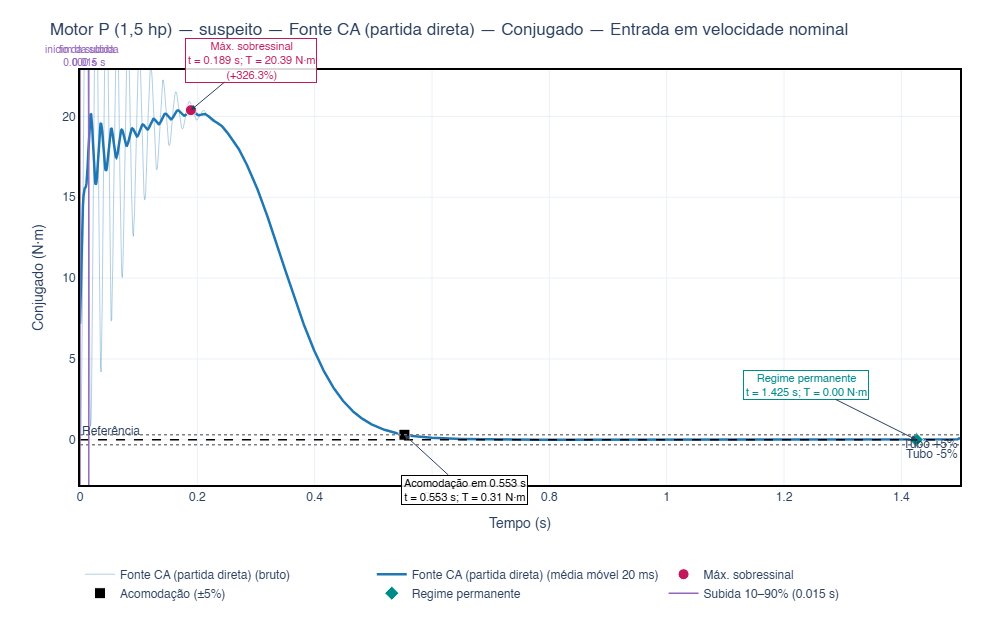 Motor P (1,5 hp) — suspeito — Fonte CA (partida direta) — Conjugado — Entrada em velocidade nominal
Máx. sobressinal
t = 0.189 s; T = 20.39 N·m
(+326.3%)
20
15
10
5
0
Conjugado (N·m)
Referência
Regime permanente
t = 1.425 s; T = 0.00 N·m
Tubo +5%
Tubo -5%
Acomodação em 0.553 s
t = 0.553 s; T = 0.31 N·m
0
0.2
0.4
0.8
1
1.2
1.4
Tempo (s)
Fonte CA (partida direta) (bruto)
Fonte CA (partida direta) (média móvel 20 ms)
Máx. sobressinal
Acomodação (±5%)
Regime permanente
Subida 10–90% (0.015 s)